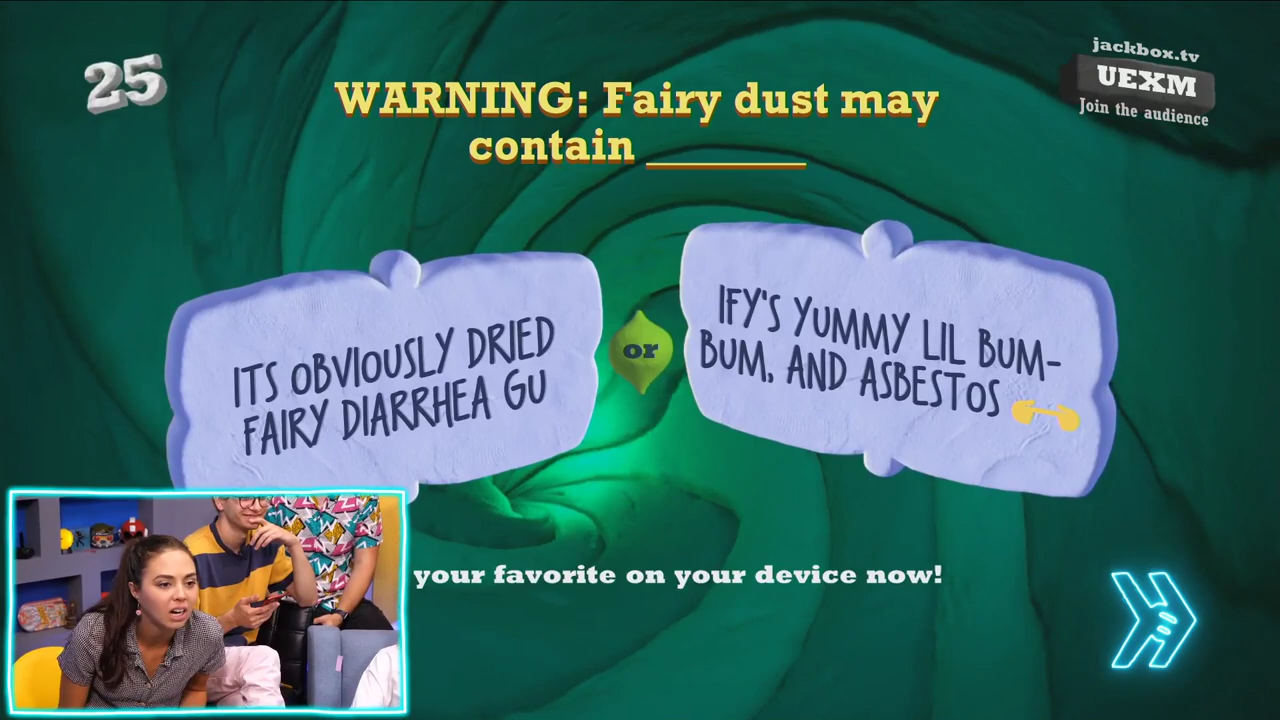 25
jackbox.tv
UEXM
Join the audience
WARNING: Fairy dust may
contain ________
ITS OBVIOUSLY DRIED
FAIRY DIARRHEA GU
or
IFY'S YUMMY LIL BUM-
BUM, AND ASBESTOS
your favorite on your device now!